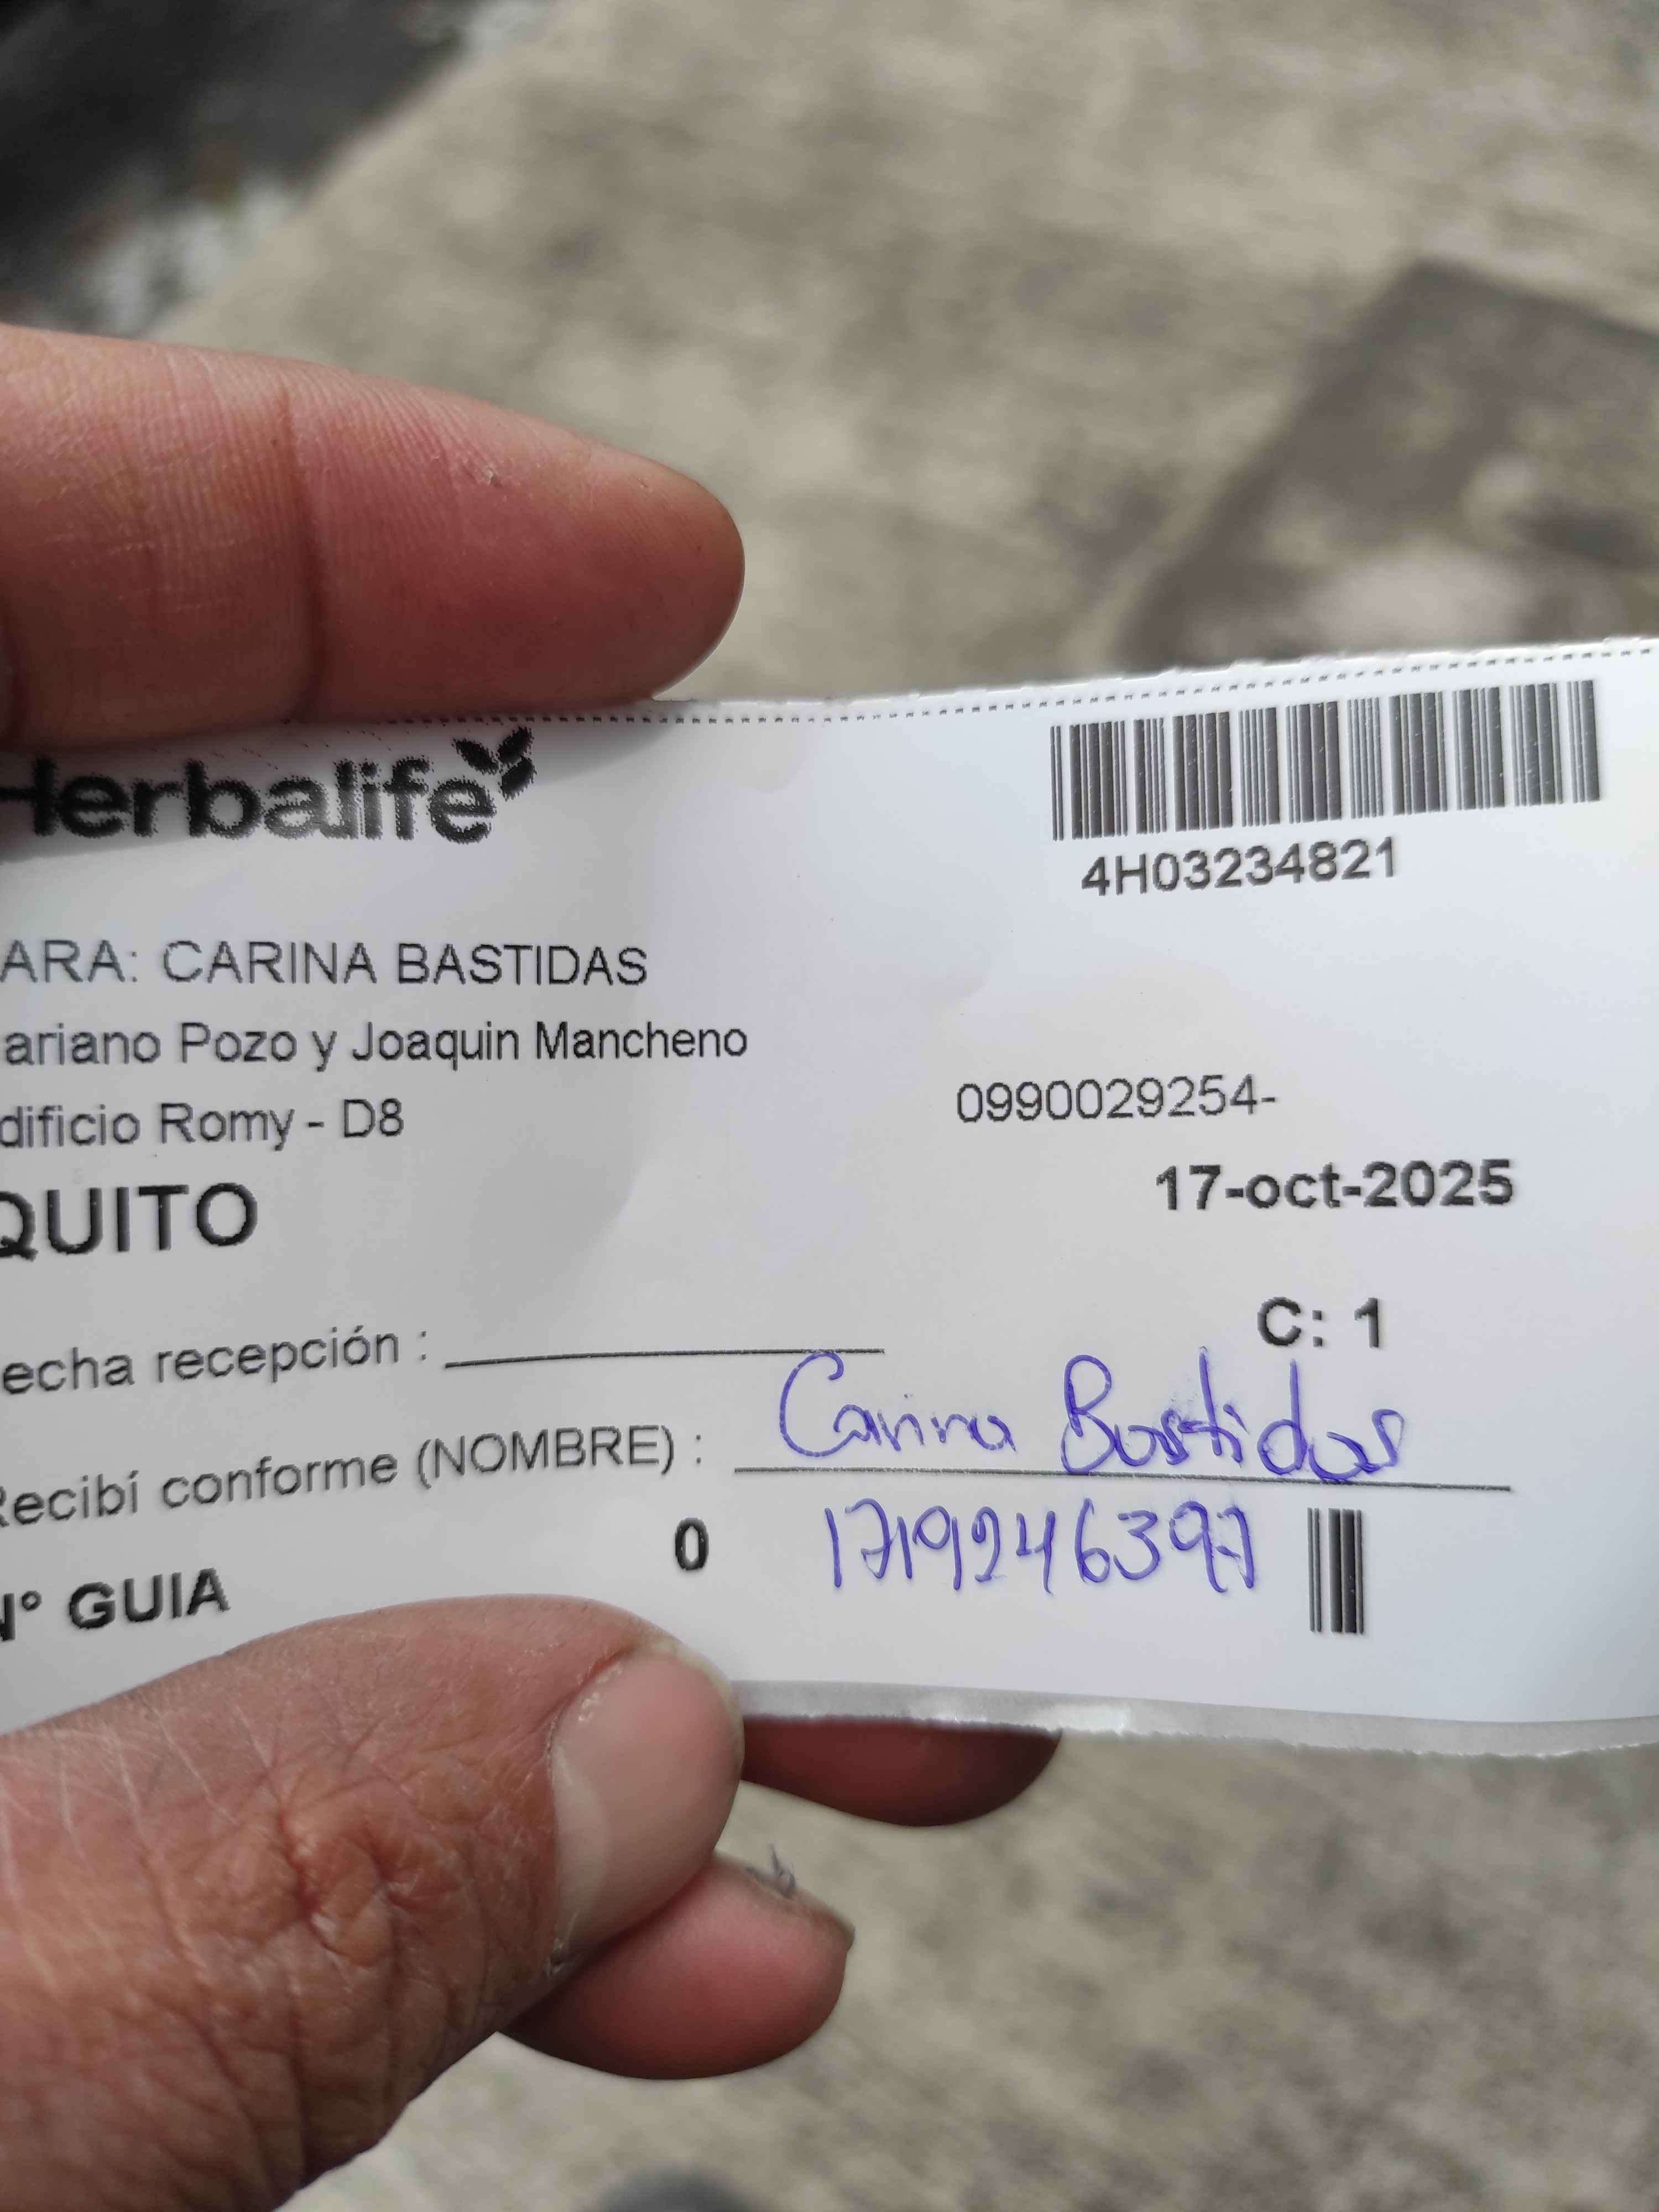 Herbalife
4H03234821
ARA: CARINA BASTIDAS
ariano Pozo y Joaquin Mancheno
dificio Romy - D8
0990029254-
QUITO
17-oct-2025
C: 1
echa recepción :
Recibí conforme (NOMBRE) : Carina Bastidas
N° GUIA 0 1719246397